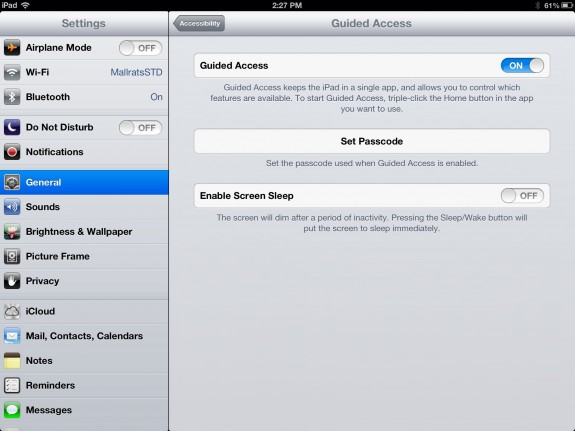 iPad
2:27 PM
61%
Settings
Airplane Mode OFF
Wi-Fi MallratsSTD
Bluetooth On
Do Not Disturb OFF
Notifications
General
Sounds
Brightness & Wallpaper
Picture Frame
Privacy
iCloud
Mail, Contacts, Calendars
Notes
Reminders
Messages
Accessibility
Guided Access
Guided Access ON
Guided Access keeps the iPad in a single app, and allows you to control which
features are available. To start Guided Access, triple-click the Home button in the app
you want to use.
Set Passcode
Set the passcode used when Guided Access is enabled.
Enable Screen Sleep OFF
The screen will dim after a period of inactivity. Pressing the Sleep/Wake button will
put the screen to sleep immediately.